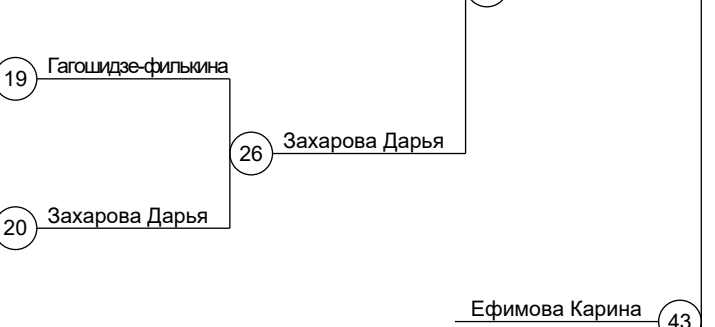 19 Гагошидзе-филькина
26 Захарова Дарья
20 Захарова Дарья
Ефимова Карина 43